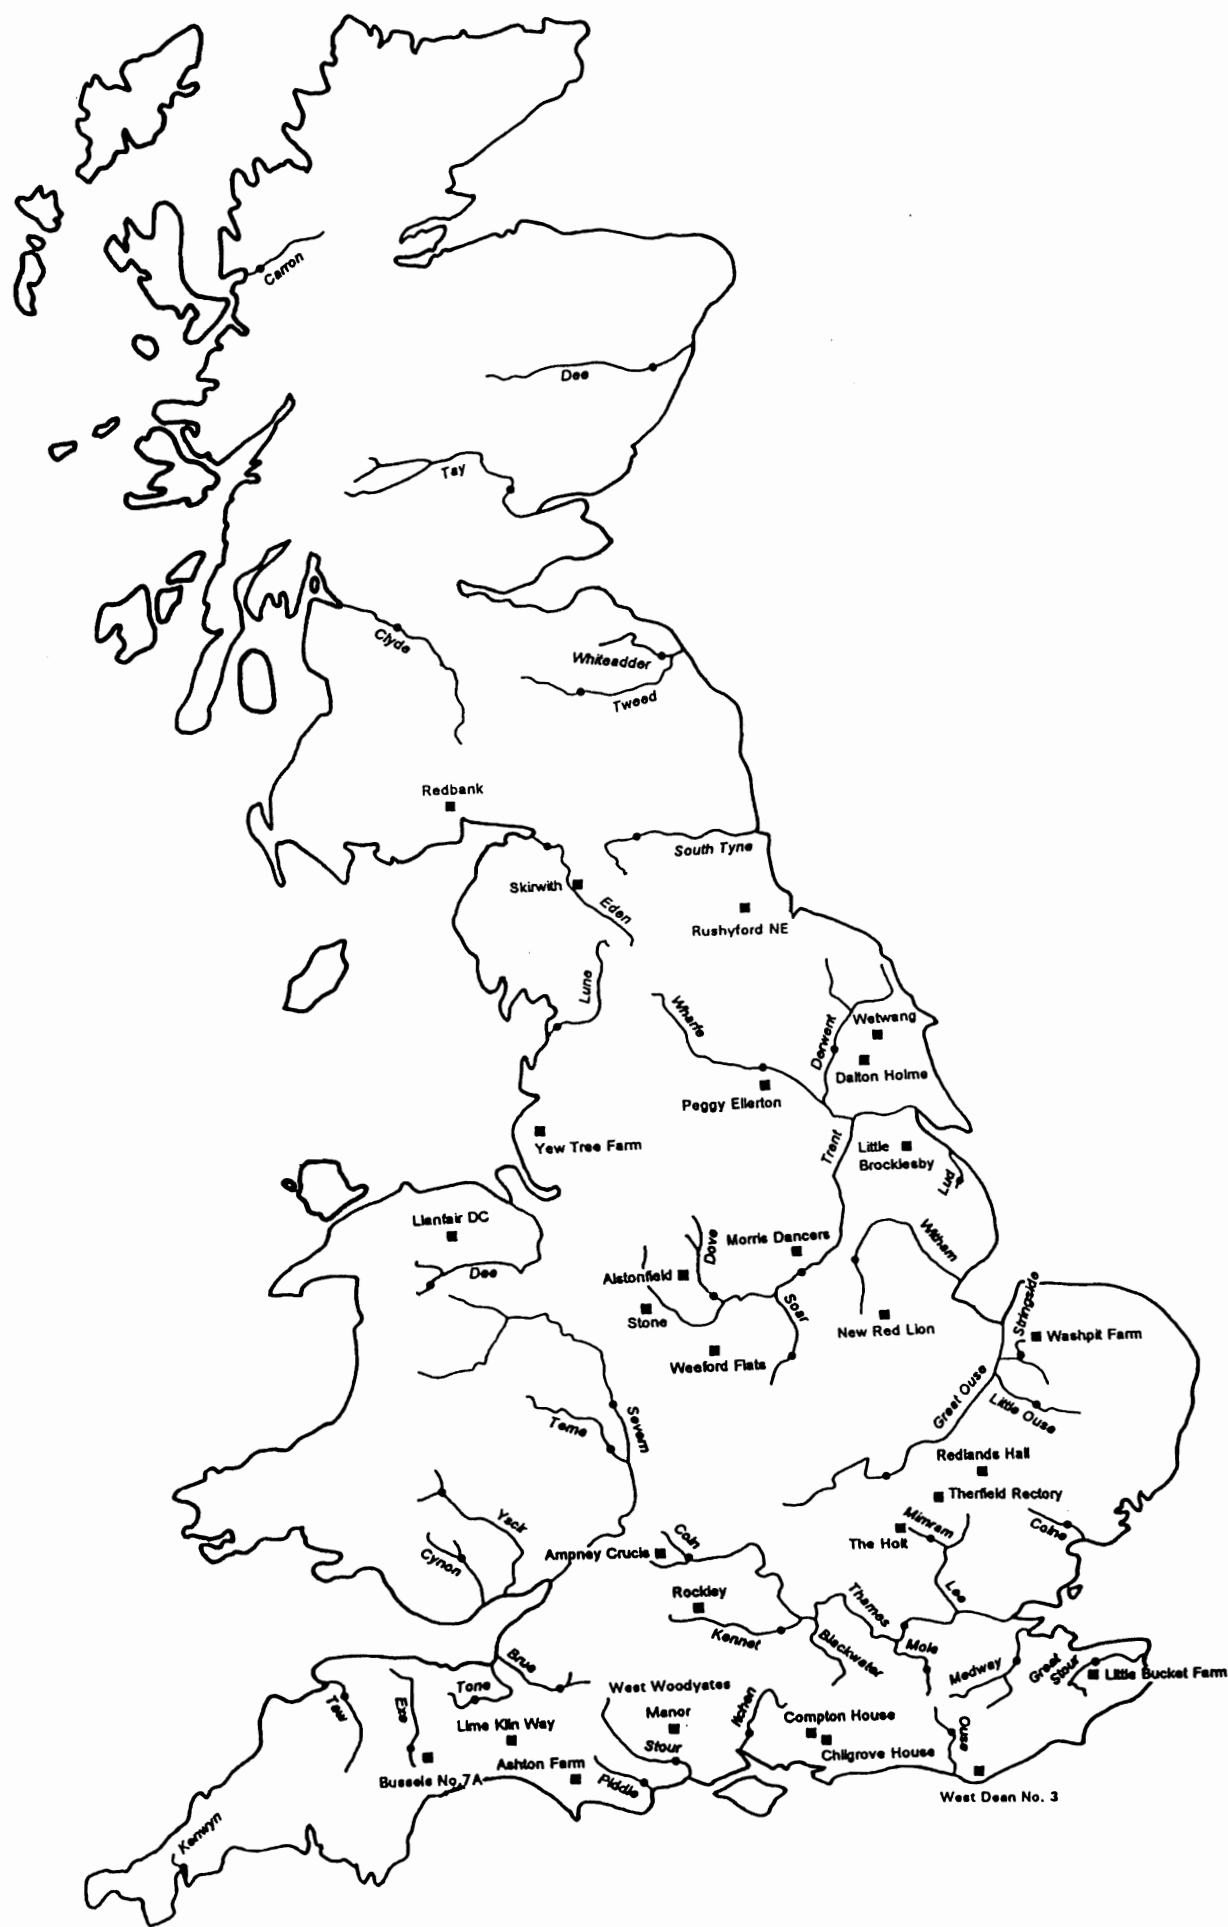 Carron
Dee
Tay
Clyde
Whiteadder
Tweed
Redbank
South Tyne
Skirwith
Eden
Rushyford NE
Lune
Wharfe
Derwent
Wetwang
Dalton Holme
Peggy Ellerton
Yew Tree Farm
Trent
Little
Brocklesby
Lud
Llanfair DC
Dee
Dove
Morris Dancers
Witham
Alstonfield
Stone
Soar
New Red Lion
Stringside
Washpit Farm
Weeford Flats
Great Ouse
Little Ouse
Severn
Teme
Redlands Hall
Therfield Rectory
Yscir
Cynon
Coln
Ampney Crucis
Mimram
The Holt
Colne
Lee
Rockley
Kennet
Thames
Blackwater
Mole
Medway
Great
Stour
Little Bucket Farm
Brue
Tone
Taw
Exe
West Woodyates
Manor
Itchen
Compton House
Chilgrove House
Ouse
Lime Kiln Way
Stour
Ashton Farm
Piddle
Bussels No. 7A
West Dean No. 3
Kenwyn